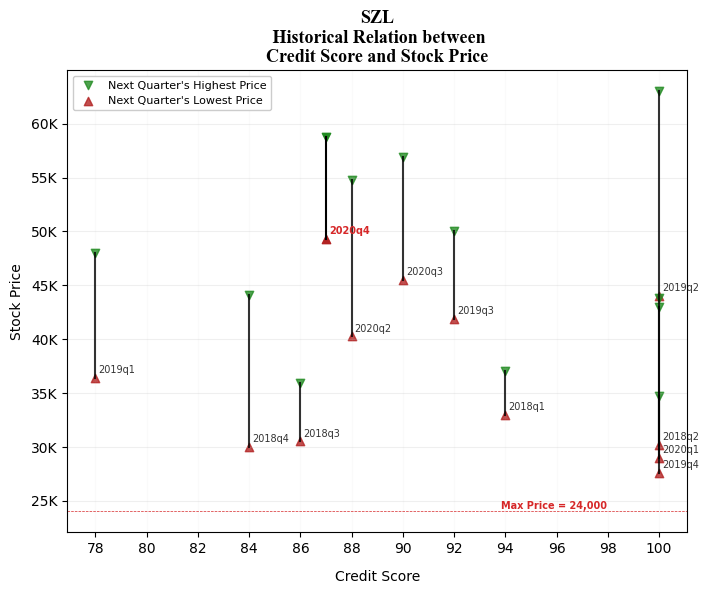 SZL
Historical Relation between
Credit Score and Stock Price
Next Quarter's Highest Price
Next Quarter's Lowest Price
60K
55K
50K
45K
40K
35K
30K
25K
Stock Price
2020q4
2019q2
2020q3
2019q3
2020q2
2019q1
2018q1
2018q4
2018q3
2018q2
2020q1
2019q4
Max Price = 24,000
78
80
82
84
86
88
90
92
94
96
98
100
Credit Score